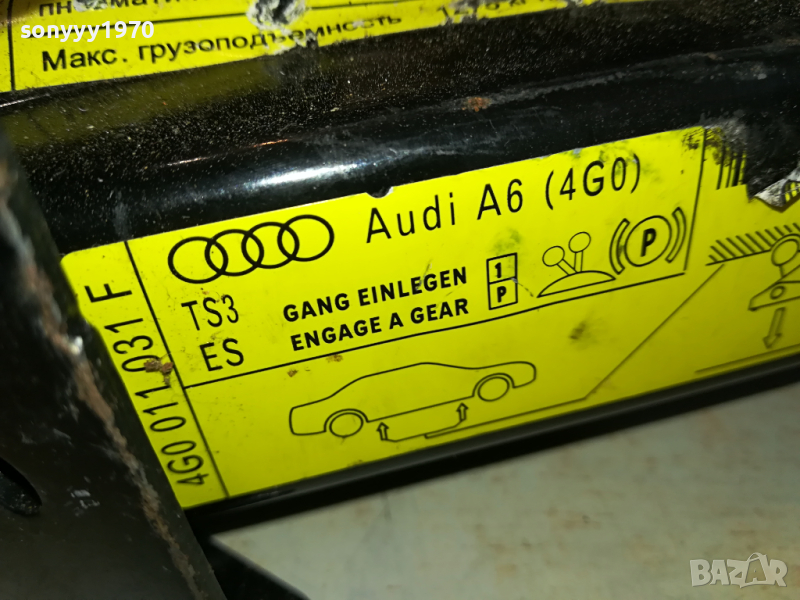 sonyyy1970
Макс. грузоподъемность
Audi A6 (4G0)
TS3
ES
GANG EINLEGEN
ENGAGE A GEAR
1
P
P
4G0 011 031 F
BAZAR